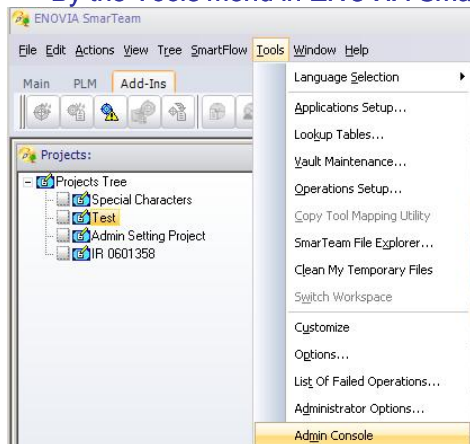 By the Tools menu in ENOVIA Smar
ENOVIA SmarTeam
File Edit Actions View Tree SmartFlow Tools Window Help
Main PLM Add-Ins
Projects:
Projects Tree
Special Characters
Test
Admin Setting Project
IR 0601358
Language Selection
Applications Setup...
Lookup Tables...
Vault Maintenance...
Operations Setup...
Copy Tool Mapping Utility
SmarTeam File Explorer...
Clean My Temporary Files
Switch Workspace
Customize
Options...
List Of Failed Operations...
Administrator Options...
Admin Console